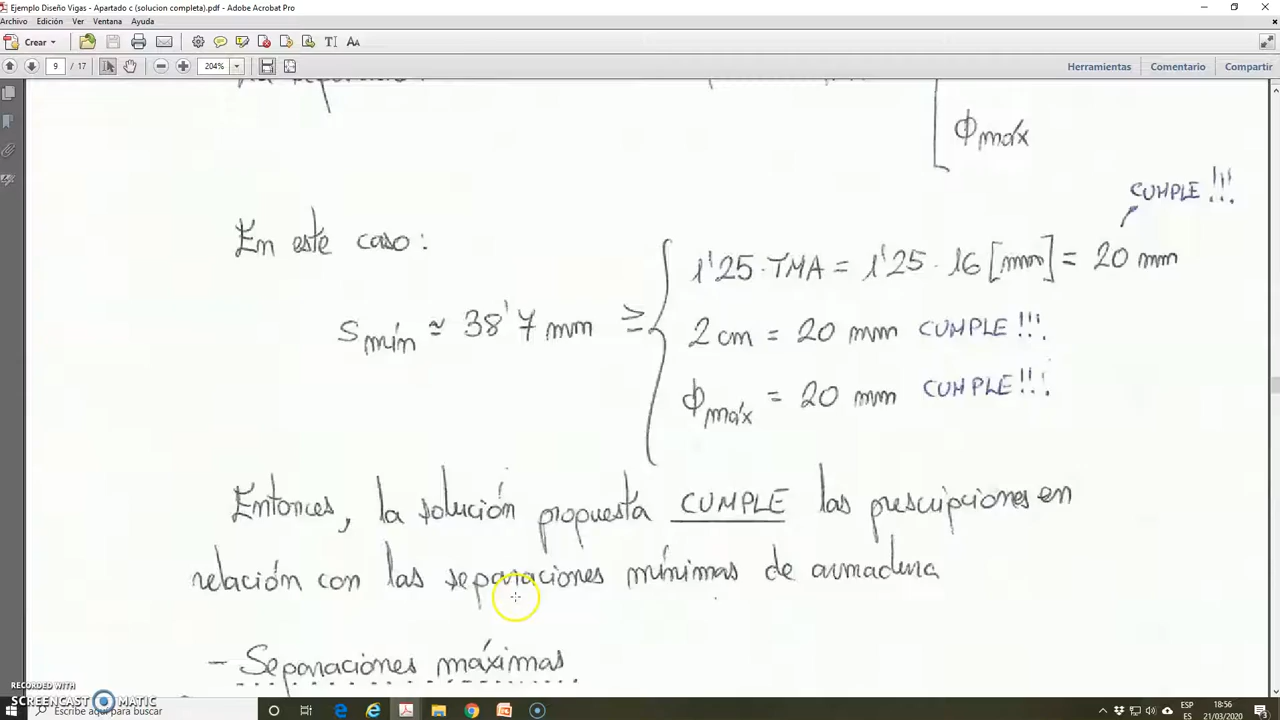 Ejemplo Diseño Vigas - Apartado c (solucion completa).pdf - Adobe Acrobat Pro
Archivo Edición Ver Ventana Ayuda
Crear
9 / 17 204% Herramientas Comentario Compartir
ϕmáx
CUMPLE !!!
En este caso:
1'25·TMA = 1'25 · 16 [mm] = 20 mm
smín ≃ 38'7 mm ≥ 2 cm = 20 mm CUMPLE!!!
ϕmáx = 20 mm CUMPLE!!!
Entonces, la solución propuesta CUMPLE las prescripciones en
relación con las separaciones mínimas de armadura
- Separaciones máximas
RECORDED WITH
SCREENCAST MATIC
Escribe aquí para buscar
ESP 18:56
ES 21/03/2020